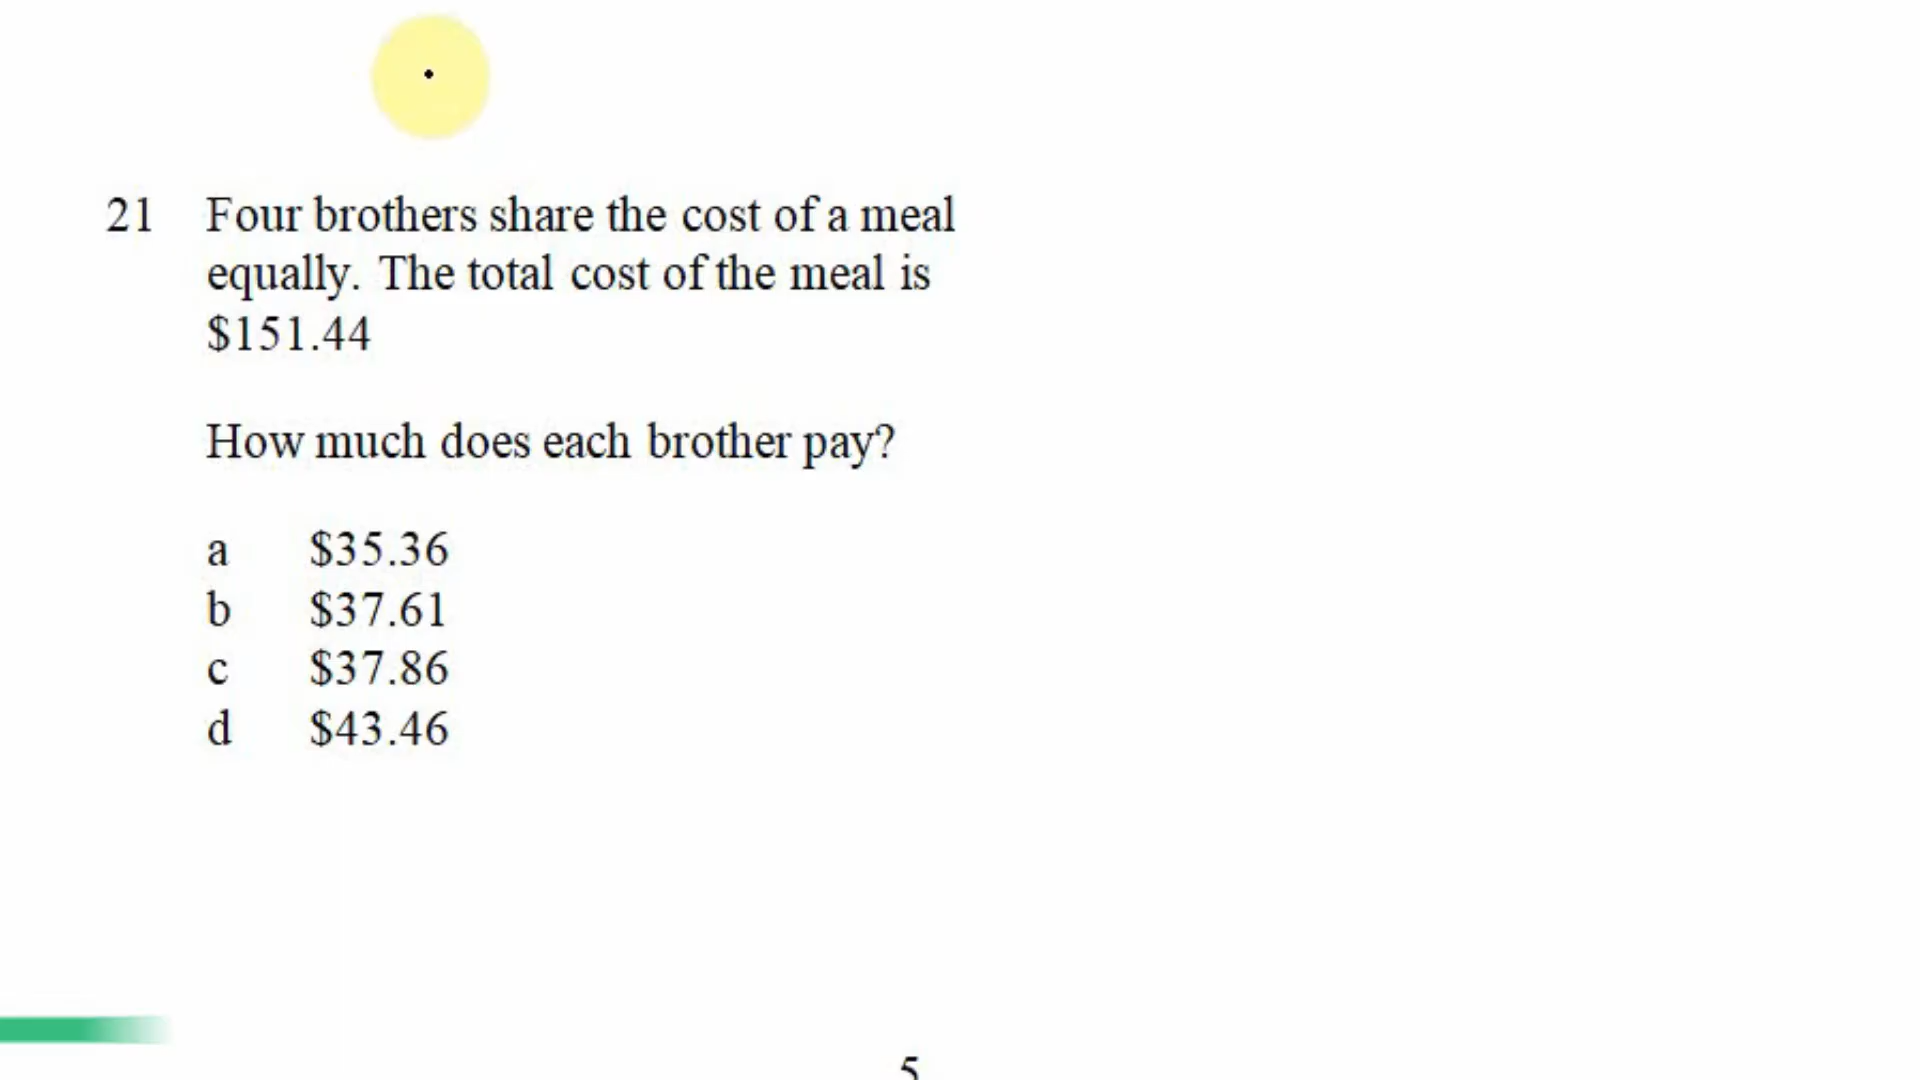 21 Four brothers share the cost of a meal
equally. The total cost of the meal is
$151.44
How much does each brother pay?
a $35.36
b $37.61
c $37.86
d $43.46
5